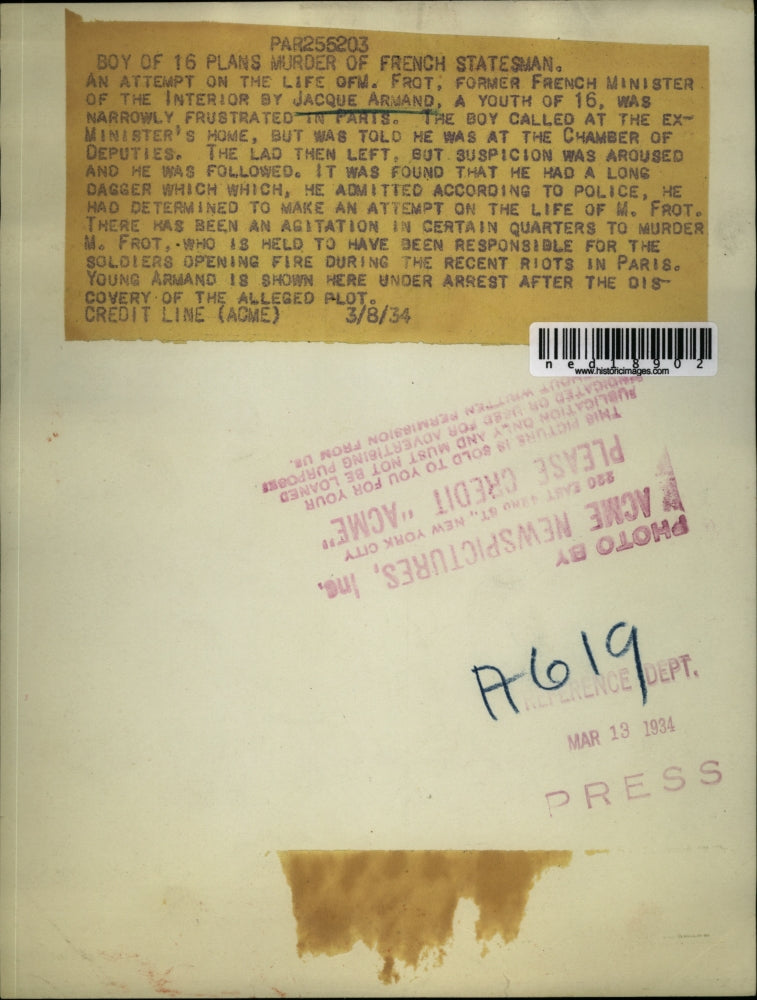 PAR256203
BOY OF 16 PLANS MURDER OF FRENCH STATESMAN.
AN ATTEMPT ON THE LIFE OFM. FROT, FORMER FRENCH MINISTER
OF THE INTERIOR BY JACQUE ARMAND, A YOUTH OF 16, WAS
NARROWLY FRUSTRATED IN PARIS. THE BOY CALLED AT THE EX-
MINISTER'S HOME, BUT WAS TOLD HE WAS AT THE CHAMBER OF
DEPUTIES. THE LAD THEN LEFT, BUT SUSPICION WAS AROUSED
AND HE WAS FOLLOWED. IT WAS FOUND THAT HE HAD A LONG
DAGGER WHICH WHICH, HE ADMITTED ACCORDING TO POLICE, HE
HAD DETERMINED TO MAKE AN ATTEMPT ON THE LIFE OF M. FROT.
THERE HAS BEEN AN AGITATION IN CERTAIN QUARTERS TO MURDER
M. FROT, WHO IS HELD TO HAVE BEEN RESPONSIBLE FOR THE
SOLDIERS OPENING FIRE DURING THE RECENT RIOTS IN PARIS.
YOUNG ARMAND IS SHOWN HERE UNDER ARREST AFTER THE DIS-
COVERY OF THE ALLEGED PLOT.
CREDIT LINE (ACME) 3/8/34
ned18902
www.historicimages.com
PHOTO BY
ACME NEWSPICTURES, Inc.
220 EAST 42ND ST., NEW YORK CITY
PLEASE CREDIT "ACME"
THIS PICTURE IS SOLD TO YOU FOR YOUR
PUBLICATION ONLY AND MUST NOT BE LOANED
SYNDICATED OR USED FOR ADVERTISING PURPOSES
WITHOUT WRITTEN PERMISSION FROM US.
A619
REFERENCE DEPT.
MAR 13 1934
PRESS